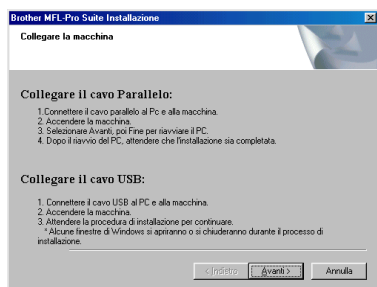 Brother MFL-Pro Suite Installazione
Collegare la macchina
Collegare il cavo Parallelo:
1.Connettere il cavo parallelo al Pc e alla macchina.
2. Accendere la macchina.
3. Selezionare Avanti, poi Fine per riavviare il PC.
4. Dopo il riavvio del PC, attendere che l'installazione sia completata.
Collegare il cavo USB:
1. Connettere il cavo USB al PC e alla macchina.
2. Accendere la macchina.
3. Attendere la procedura di installazione per continuare.
* Alcune finestre di Windows si apriranno o si chiuderanno durante il processo di
installazione.
< Indietro Avanti > Annulla